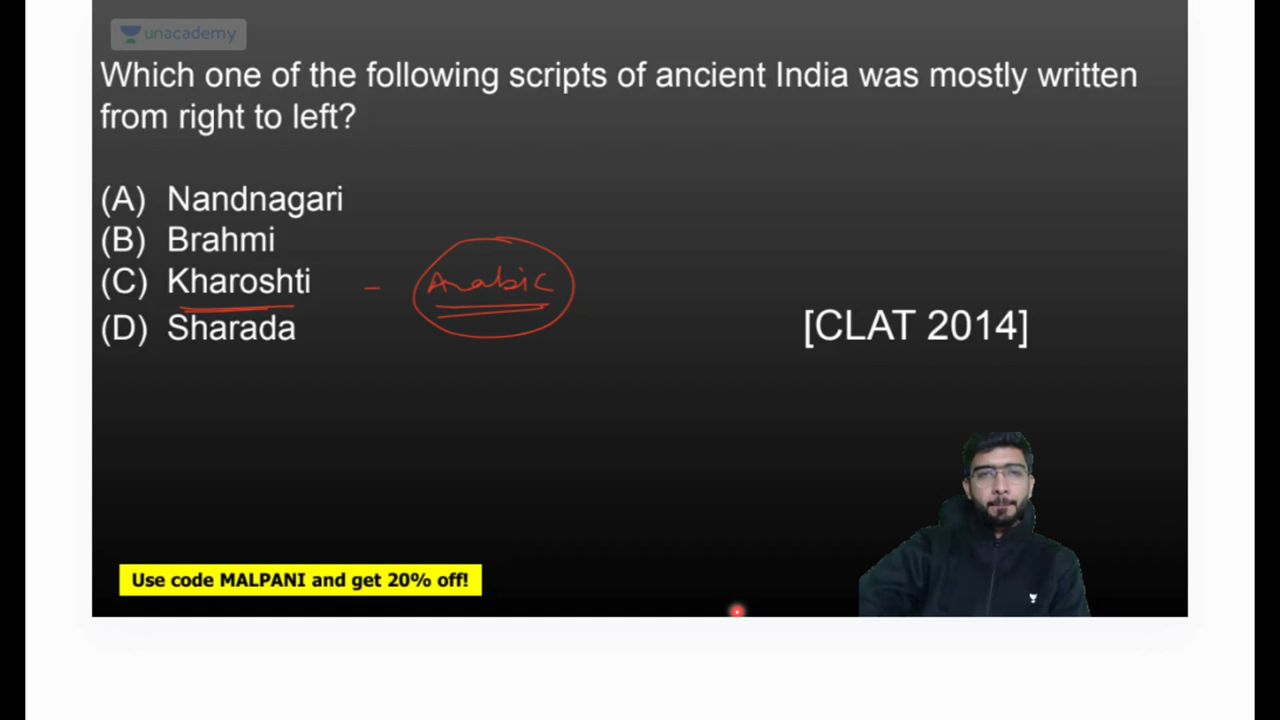 unacademy
Which one of the following scripts of ancient India was mostly written
from right to left?
(A) Nandnagari
(B) Brahmi
(C) Kharoshti - Arabic
(D) Sharada
[CLAT 2014]
Use code MALPANI and get 20% off!